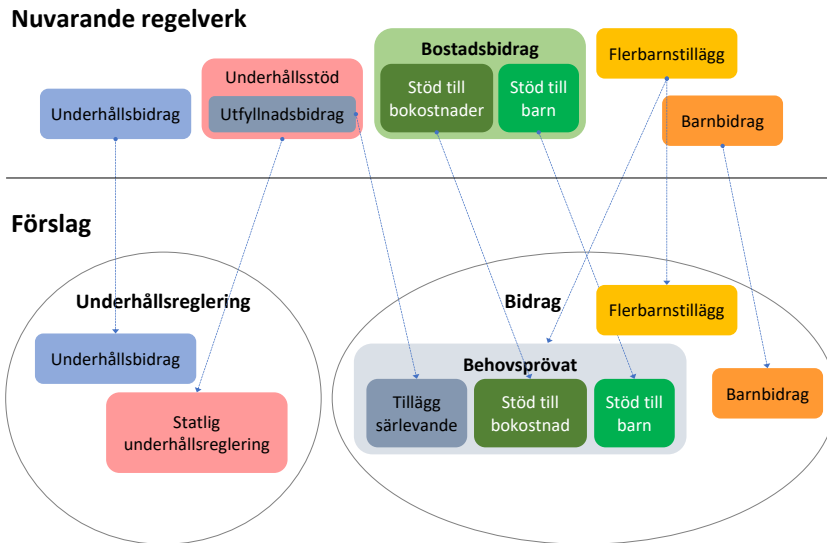 Nuvarande regelverk
Underhållsbidrag
Underhållsstöd
Utfyllnadsbidrag
Bostadsbidrag
Stöd till
bokostnader
Stöd till
barn
Flerbarnstillägg
Barnbidrag
Förslag
Underhållsreglering
Underhållsbidrag
Statlig
underhållsreglering
Bidrag
Flerbarnstillägg
Behovsprövat
Tillägg
särlevande
Stöd till
bokostnad
Stöd till
barn
Barnbidrag